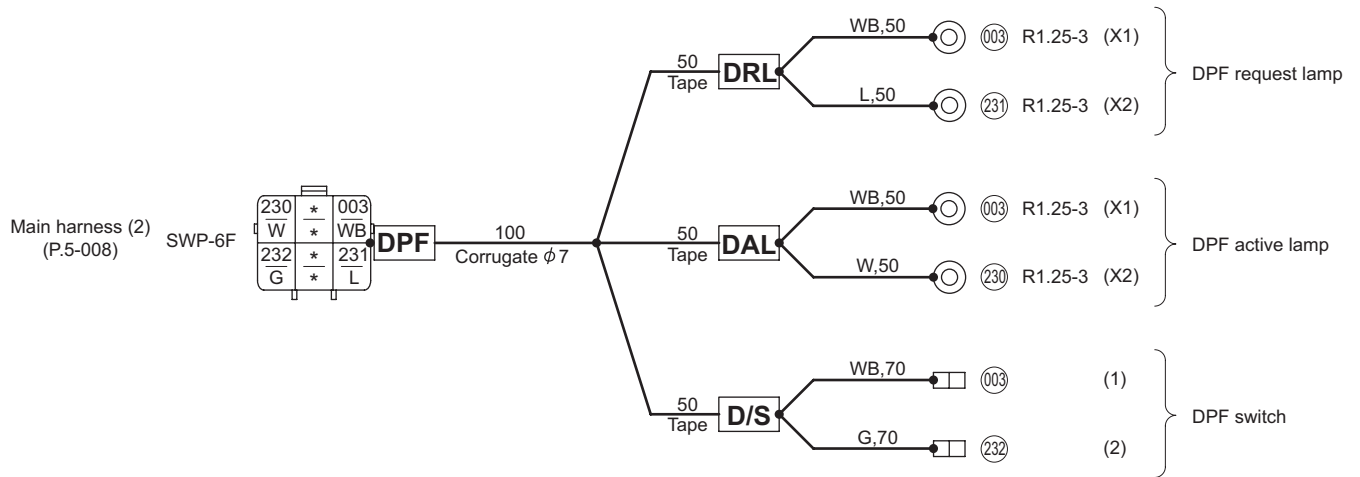 WB,50
003 R1.25-3 (X1)
50
Tape
DRL
DPF request lamp
L,50
231 R1.25-3 (X2)
Main harness (2)
(P.5-008)
SWP-6F
230 * 003
W * WB
232 * 231
G * L
DPF
100
Corrugate ϕ7
WB,50
003 R1.25-3 (X1)
50
Tape
DAL
DPF active lamp
W,50
230 R1.25-3 (X2)
WB,70
003 (1)
50
Tape
D/S
DPF switch
G,70
232 (2)